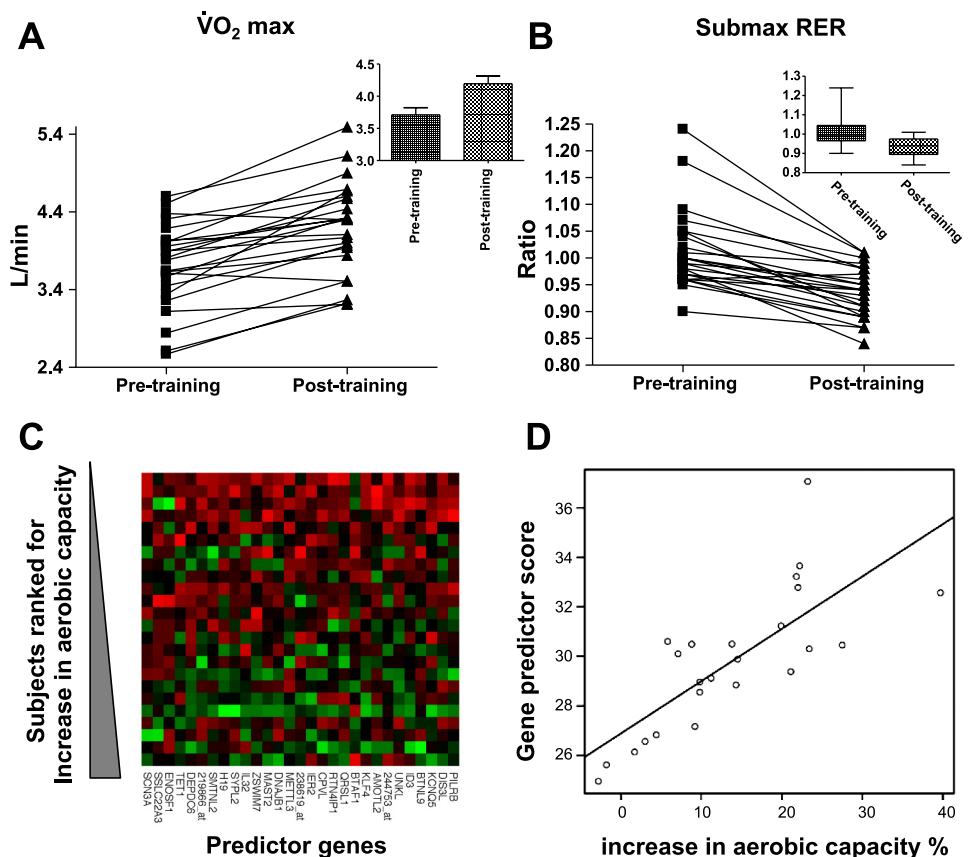 A
V̇O₂ max
5.4
4.4
3.4
2.4
L/min
Pre-training
Post-training
4.5
4.0
3.5
3.0
Pre-training
Post-training
B
Submax RER
1.25
1.20
1.15
1.10
1.05
1.00
0.95
0.90
0.85
0.80
Ratio
Pre-training
Post-training
1.3
1.2
1.1
1.0
0.9
0.8
Pre-training
Post-training
C
Subjects ranked for
Increase in aerobic capacity
SCN3A
SSLC22A3
ENOSF1
TET1
DEPDC6
219866_at
SMTNL2
H19
SYPL2
IL32
ZSWIM7
MAST2
DNAJB1
METTL3
238619_at
EER2
CPVL
RTN4IP1
QRSL1
BTAF1
KLF4
AMOTL2
244753_at
UNKL
ID3
BTNL9
KCNQ5
DIS3L
PILRB
Predictor genes
D
Gene predictor score
36
34
32
30
28
26
0
10
20
30
40
increase in aerobic capacity %